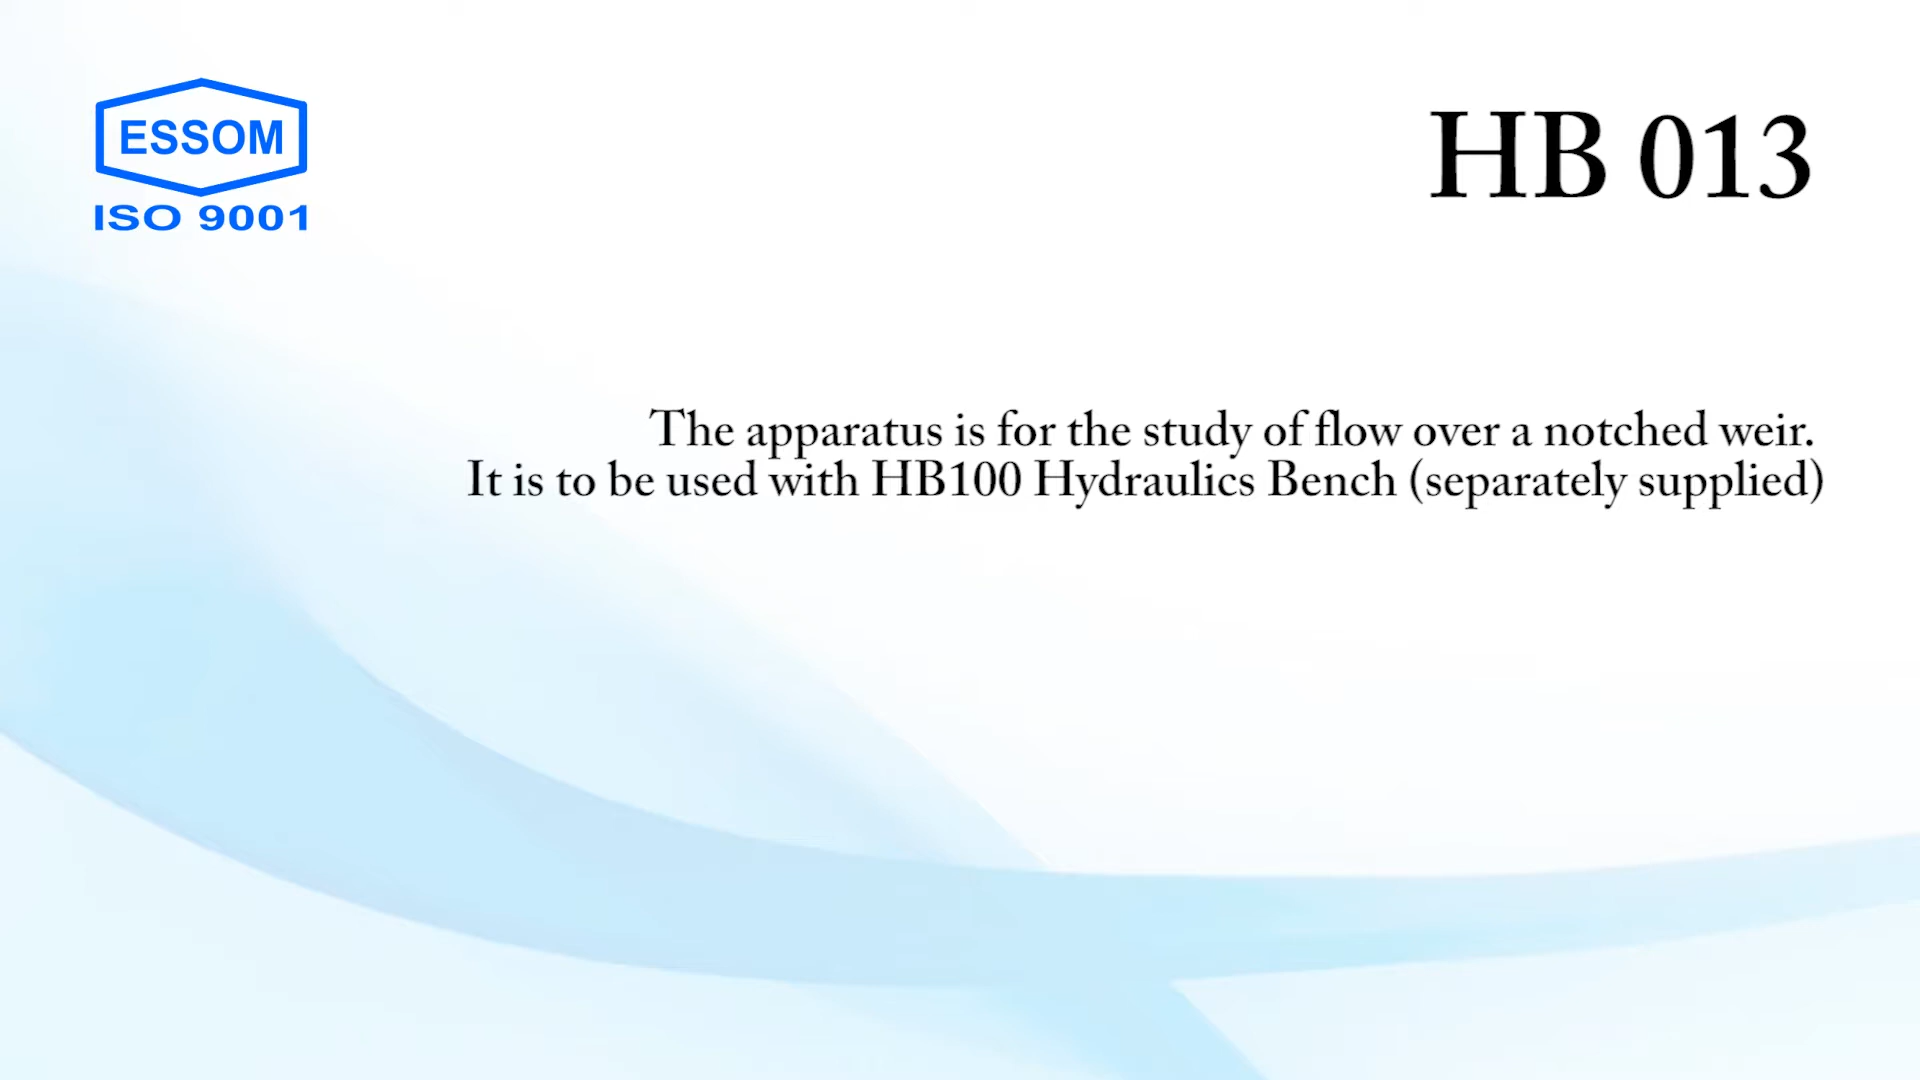 ESSOM
ISO 9001
HB 013
The apparatus is for the study of flow over a notched weir.
It is to be used with HB100 Hydraulics Bench (separately supplied)